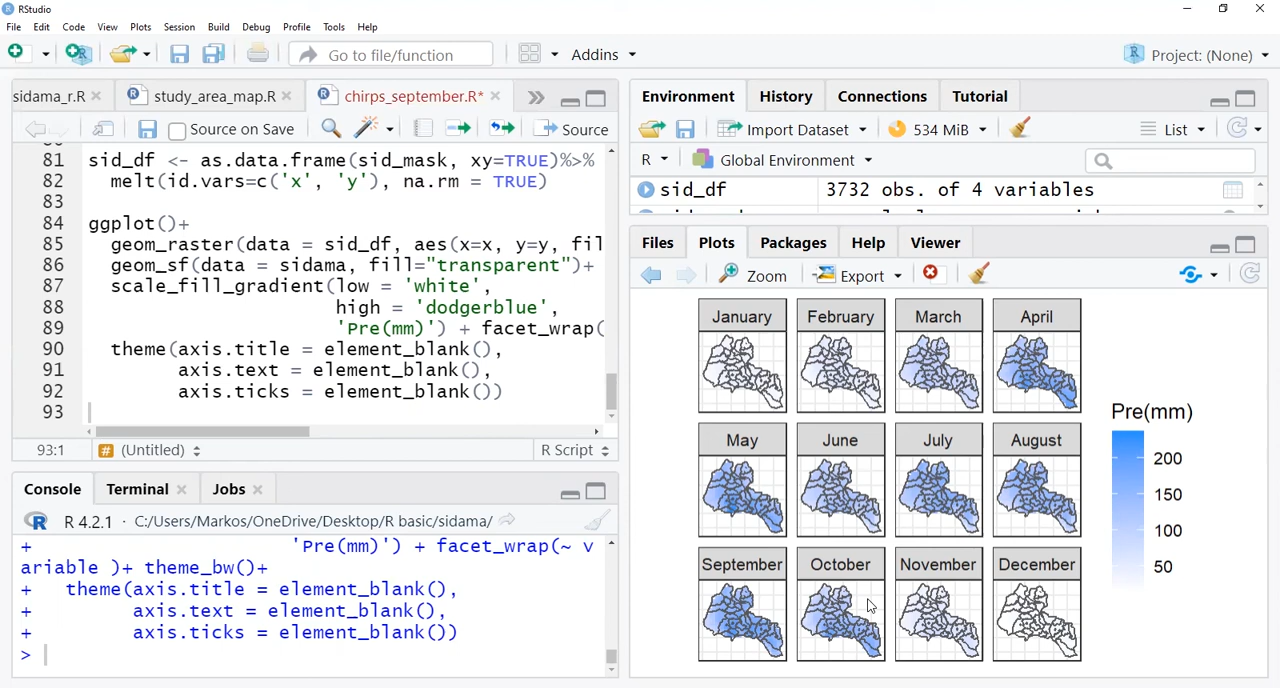 RStudio
File Edit Code View Plots Session Build Debug Profile Tools Help
Go to file/function Addins Project: (None)
sidama_r.R study_area_map.R chirps_september.R*
Source on Save Source
81 sid_df <- as.data.frame(sid_mask, xy=TRUE)%>%
82 melt(id.vars=c('x', 'y'), na.rm = TRUE)
83
84 ggplot()+
85 geom_raster(data = sid_df, aes(x=x, y=y, fil
86 geom_sf(data = sidama, fill="transparent")+
87 scale_fill_gradient(low = 'white',
88 high = 'dodgerblue',
89 'Pre(mm)') + facet_wrap(
90 theme(axis.title = element_blank(),
91 axis.text = element_blank(),
92 axis.ticks = element_blank())
93
93:1 # (Untitled) R Script
Console Terminal Jobs
R R 4.2.1 · C:/Users/Markos/OneDrive/Desktop/R basic/sidama/
+ 'Pre(mm)') + facet_wrap(~ v
ariable )+ theme_bw()+
+ theme(axis.title = element_blank(),
+ axis.text = element_blank(),
+ axis.ticks = element_blank())
>
Environment History Connections Tutorial
Import Dataset 534 MiB List
R Global Environment
sid_df 3732 obs. of 4 variables
Files Plots Packages Help Viewer
Zoom Export
January February March April
May June July August
September October November December
Pre(mm)
200
150
100
50